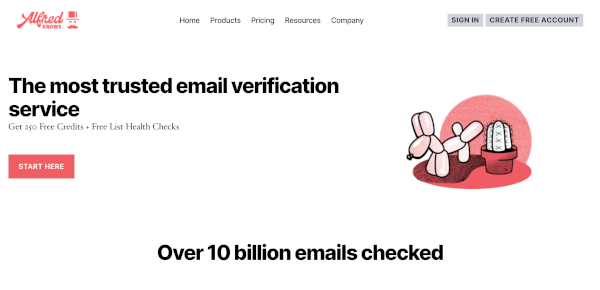 Alfred
KNOWS
Home Products Pricing Resources Company
SIGN IN CREATE FREE ACCOUNT
The most trusted email verification
service
Get 250 Free Credits + Free List Health Checks
START HERE
Over 10 billion emails checked